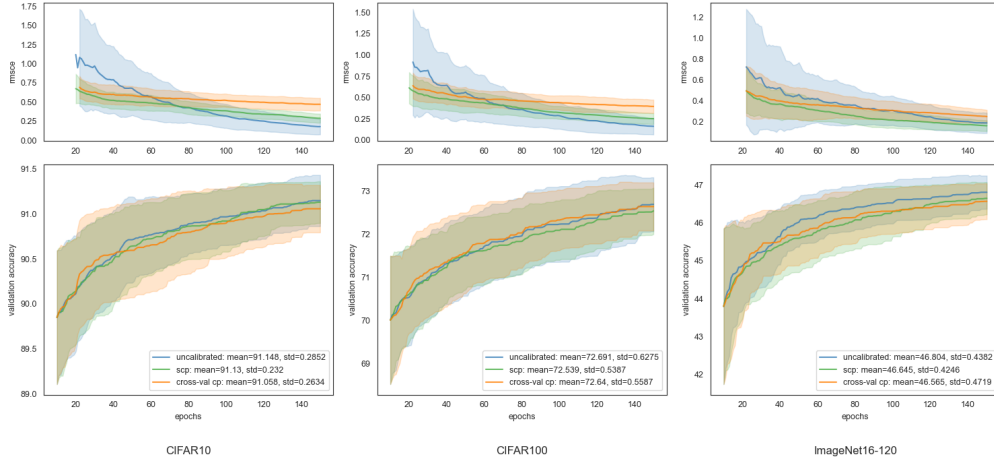 1.75
1.50
1.25
1.00
0.75
0.50
0.25
0.00
rmsce
20 40 60 80 100 120 140
1.50
1.25
1.00
0.75
0.50
0.25
0.00
rmsce
20 40 60 80 100 120 140
1.2
1.0
0.8
0.6
0.4
0.2
rmsce
20 40 60 80 100 120 140
91.5
91.0
90.5
90.0
89.5
89.0
validation accuracy
uncalibrated: mean=91.148, std=0.2852
scp: mean=91.13, std=0.232
cross-val cp: mean=91.058, std=0.2634
20 40 60 80 100 120 140
epochs
73
72
71
70
69
validation accuracy
uncalibrated: mean=72.691, std=0.6275
scp: mean=72.539, std=0.5387
cross-val cp: mean=72.64, std=0.5587
20 40 60 80 100 120 140
epochs
47
46
45
44
43
42
validation accuracy
uncalibrated: mean=46.804, std=0.4382
scp: mean=46.645, std=0.4246
cross-val cp: mean=46.565, std=0.4719
20 40 60 80 100 120 140
epochs
CIFAR10
CIFAR100
ImageNet16-120